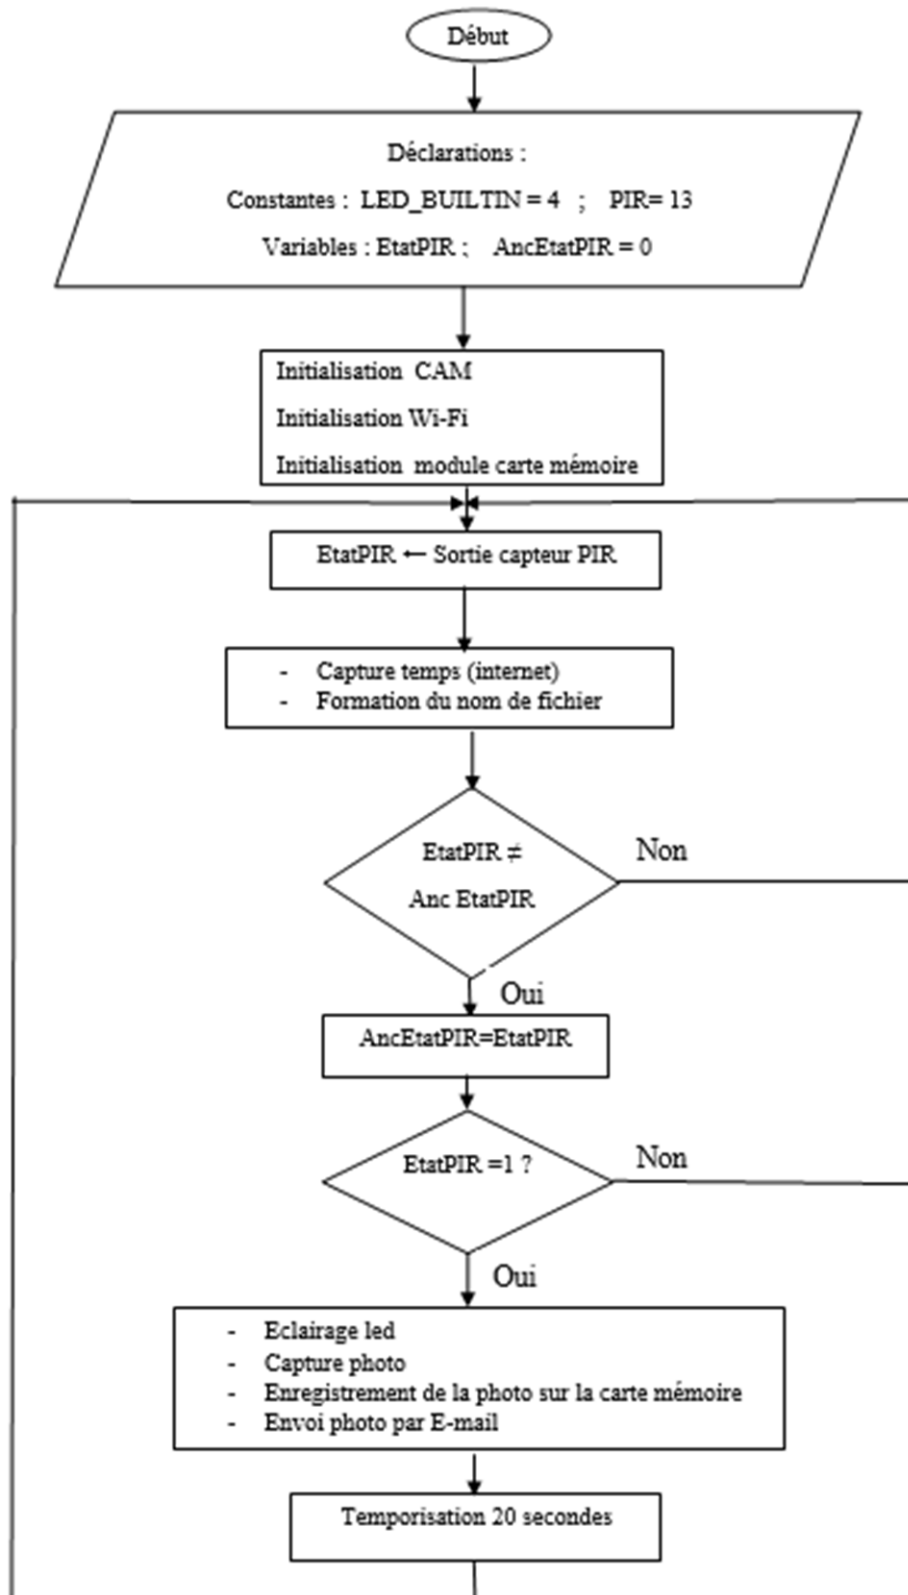 Début
Déclarations :
Constantes : LED_BUILTIN = 4 ; PIR= 13
Variables : EtatPIR ; AncEtatPIR = 0
Initialisation CAM
Initialisation Wi-Fi
Initialisation module carte mémoire
EtatPIR ← Sortie capteur PIR
- Capture temps (internet)
- Formation du nom de fichier
EtatPIR ≠
Anc EtatPIR
Non
Oui
AncEtatPIR=EtatPIR
EtatPIR =1 ?
Non
Oui
- Eclairage led
- Capture photo
- Enregistrement de la photo sur la carte mémoire
- Envoi photo par E-mail
Temporisation 20 secondes